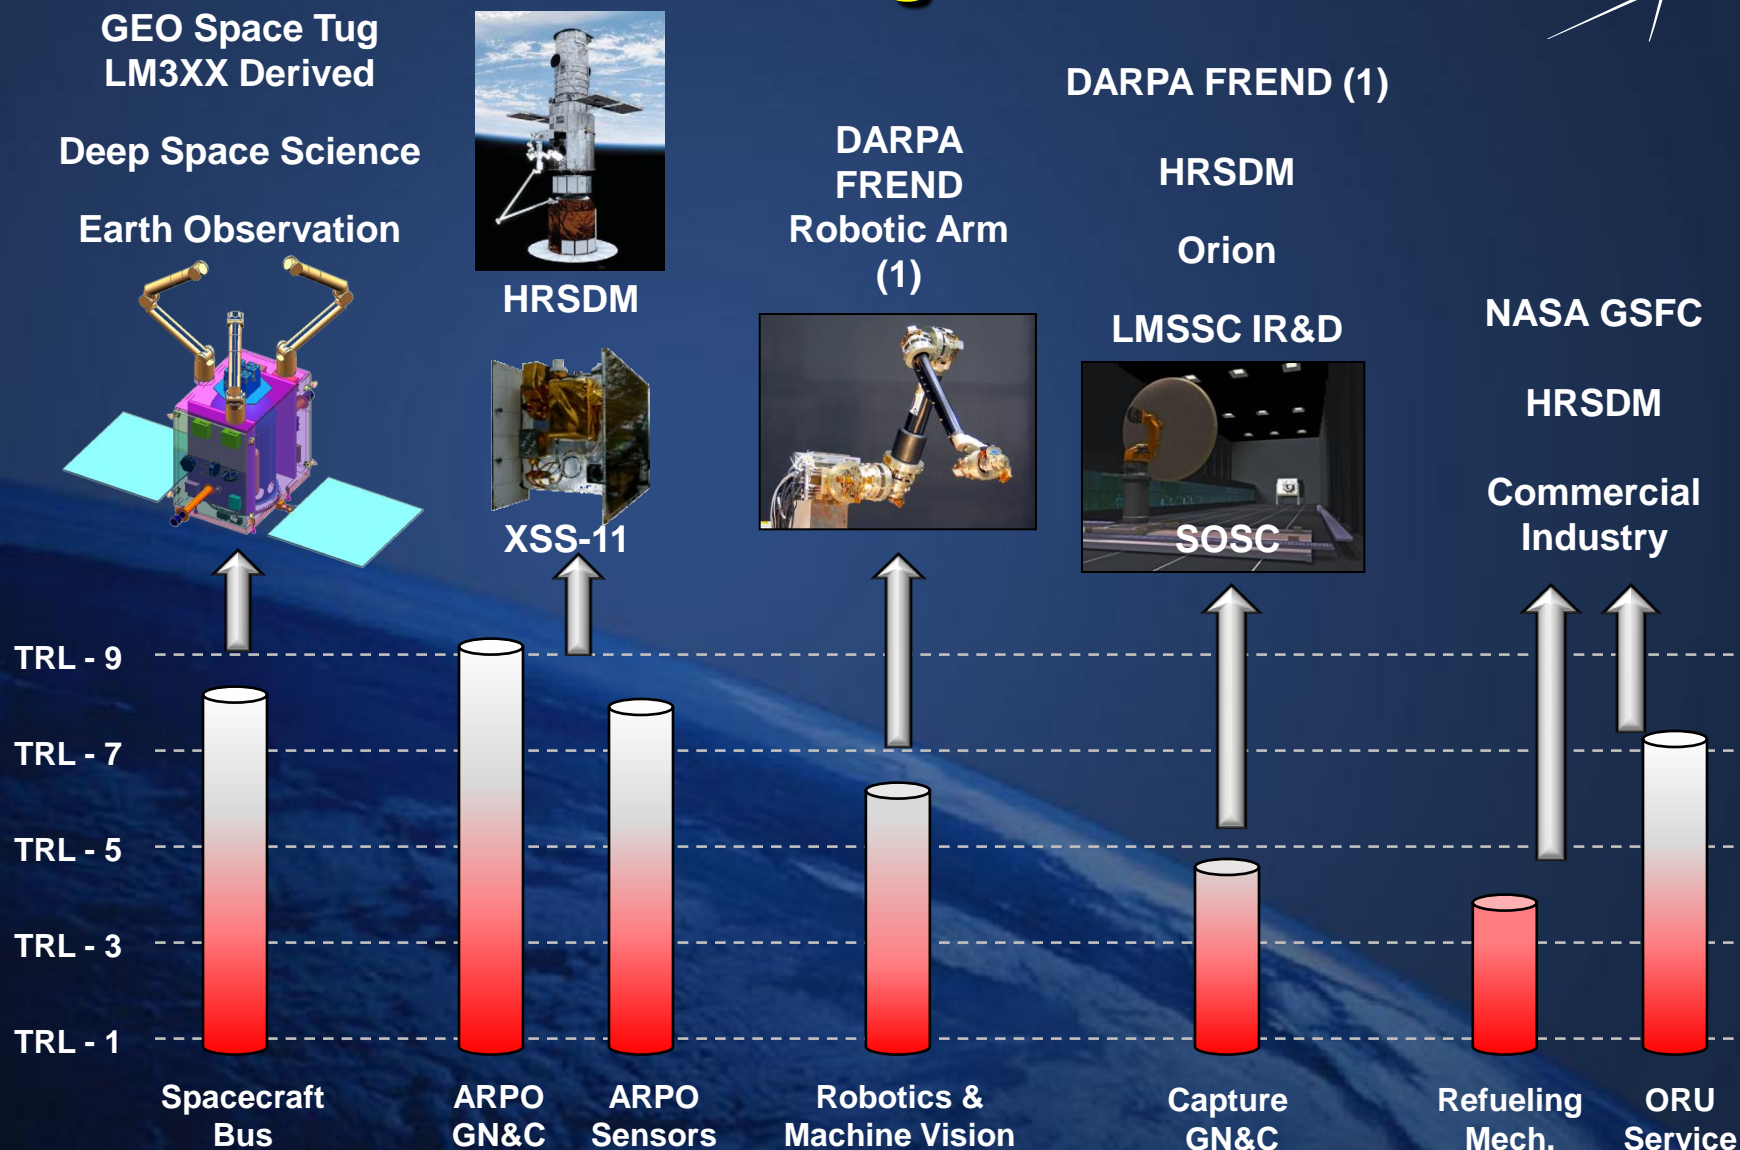 GEO Space Tug
LM3XX Derived
Deep Space Science
Earth Observation
HRSDM
XSS-11
DARPA
FREND
Robotic Arm
(1)
DARPA FREND (1)
HRSDM
Orion
LMSSC IR&D
SOSC
NASA GSFC
HRSDM
Commercial
Industry
TRL - 9
TRL - 7
TRL - 5
TRL - 3
TRL - 1
Spacecraft
Bus
ARPO
GN&C
ARPO
Sensors
Robotics &
Machine Vision
Capture
GN&C
Refueling
Mech.
ORU
Service